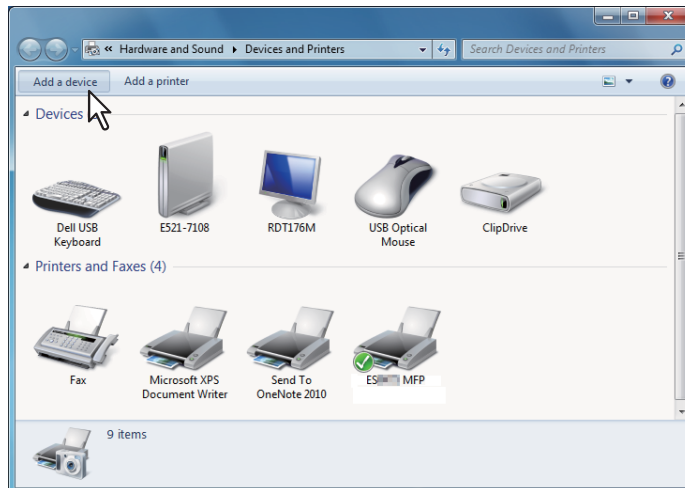 « Hardware and Sound ▸ Devices and Printers
Search Devices and Printers
Add a device
Add a printer
Devices
Dell USB
Keyboard
E521-7108
RDT176M
USB Optical
Mouse
ClipDrive
Printers and Faxes (4)
Fax
Microsoft XPS
Document Writer
Send To
OneNote 2010
MFP
9 items